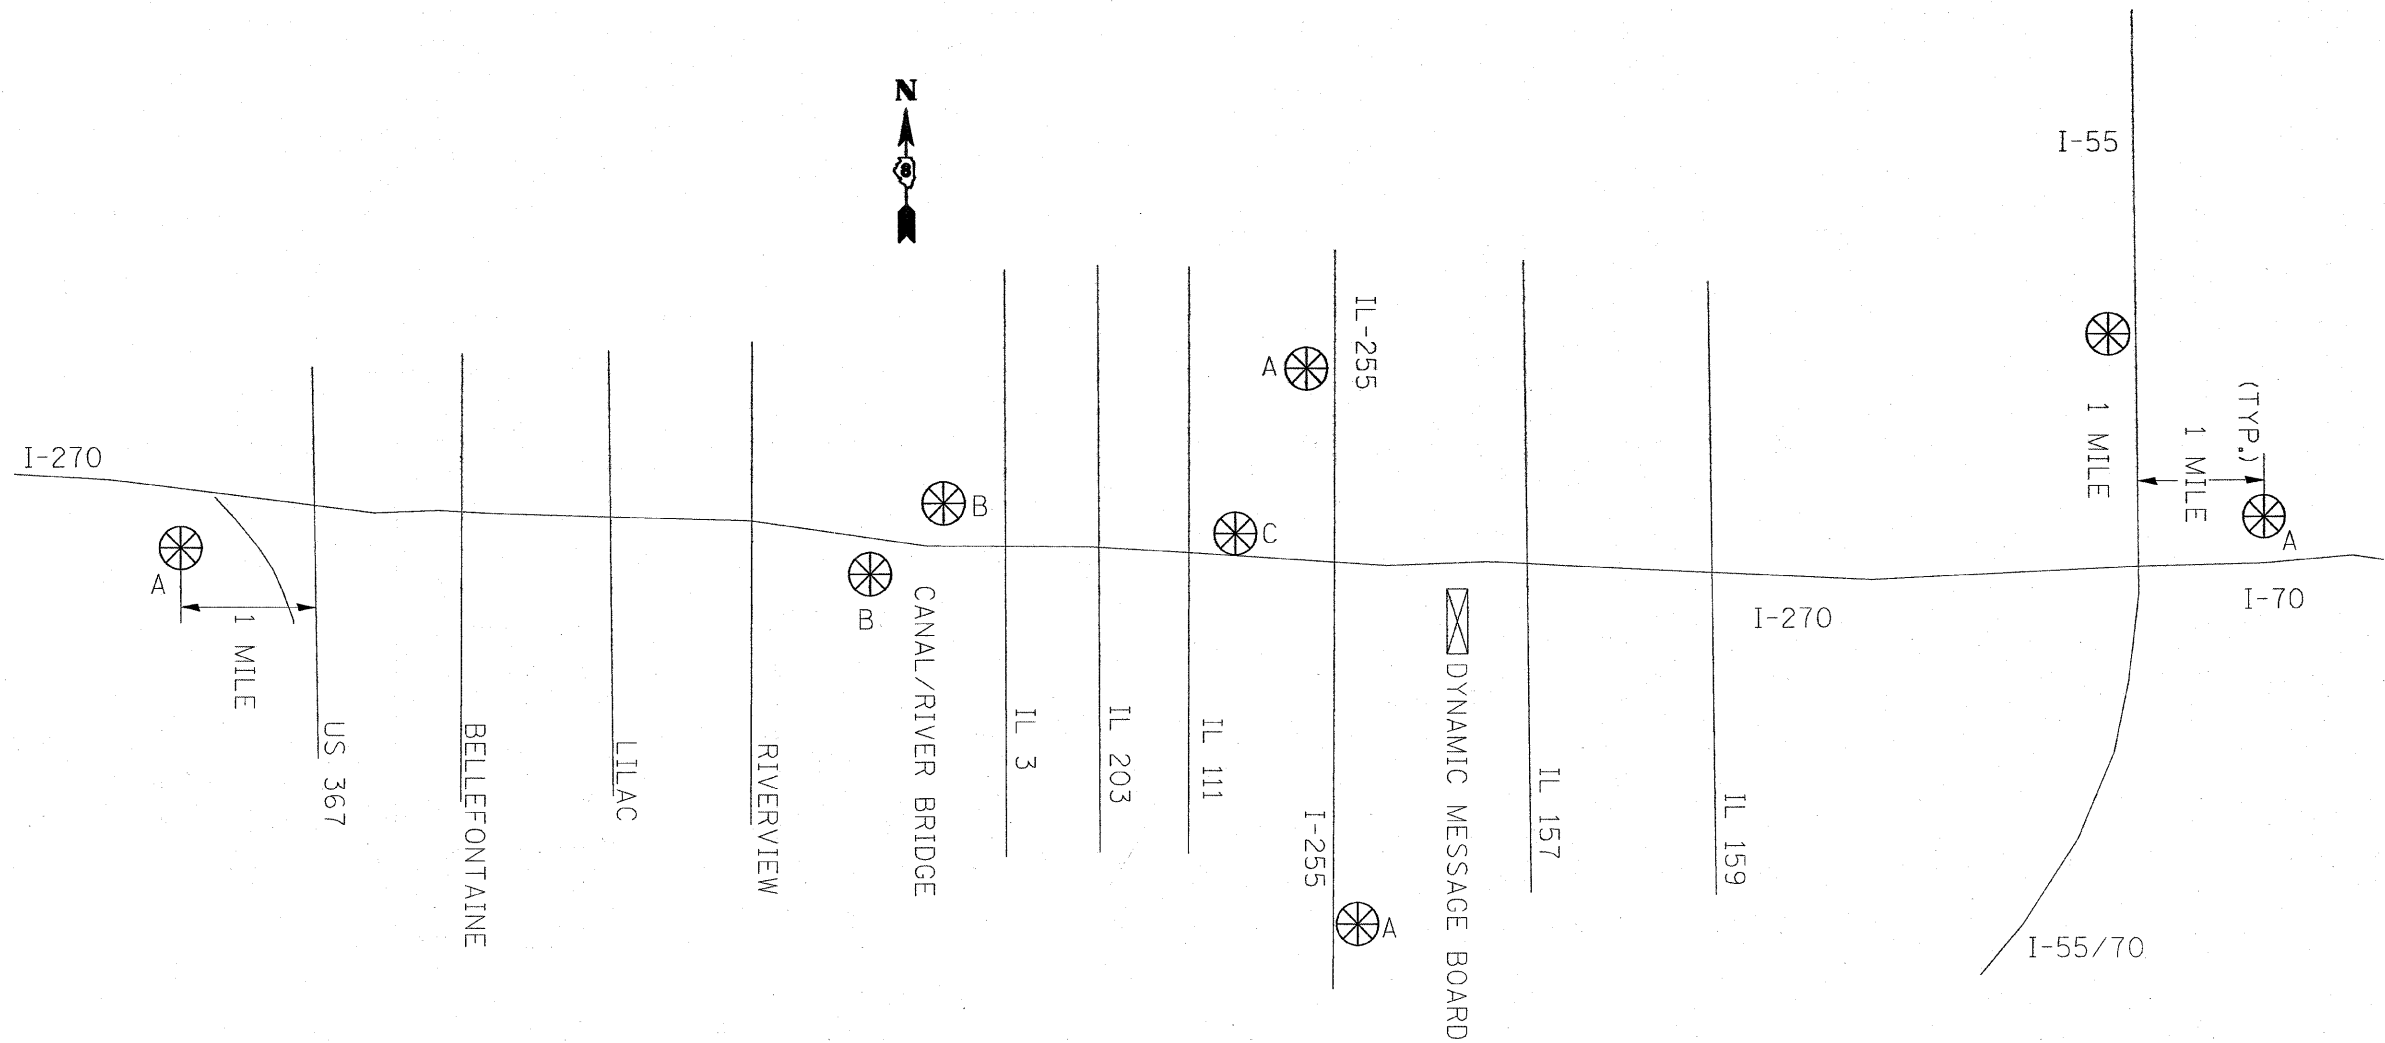 N
8
I-55
IL-255
A
(TYP.)
1 MILE
1 MILE
A
I-270
B
C
A
1 MILE
B
CANAL/RIVER BRIDGE
DYNAMIC MESSAGE BOARD
I-270
I-70
US 367
BELLEFONTAINE
LILAC
RIVERVIEW
IL 3
IL 203
IL 111
I-255
A
IL 157
IL 159
I-55/70